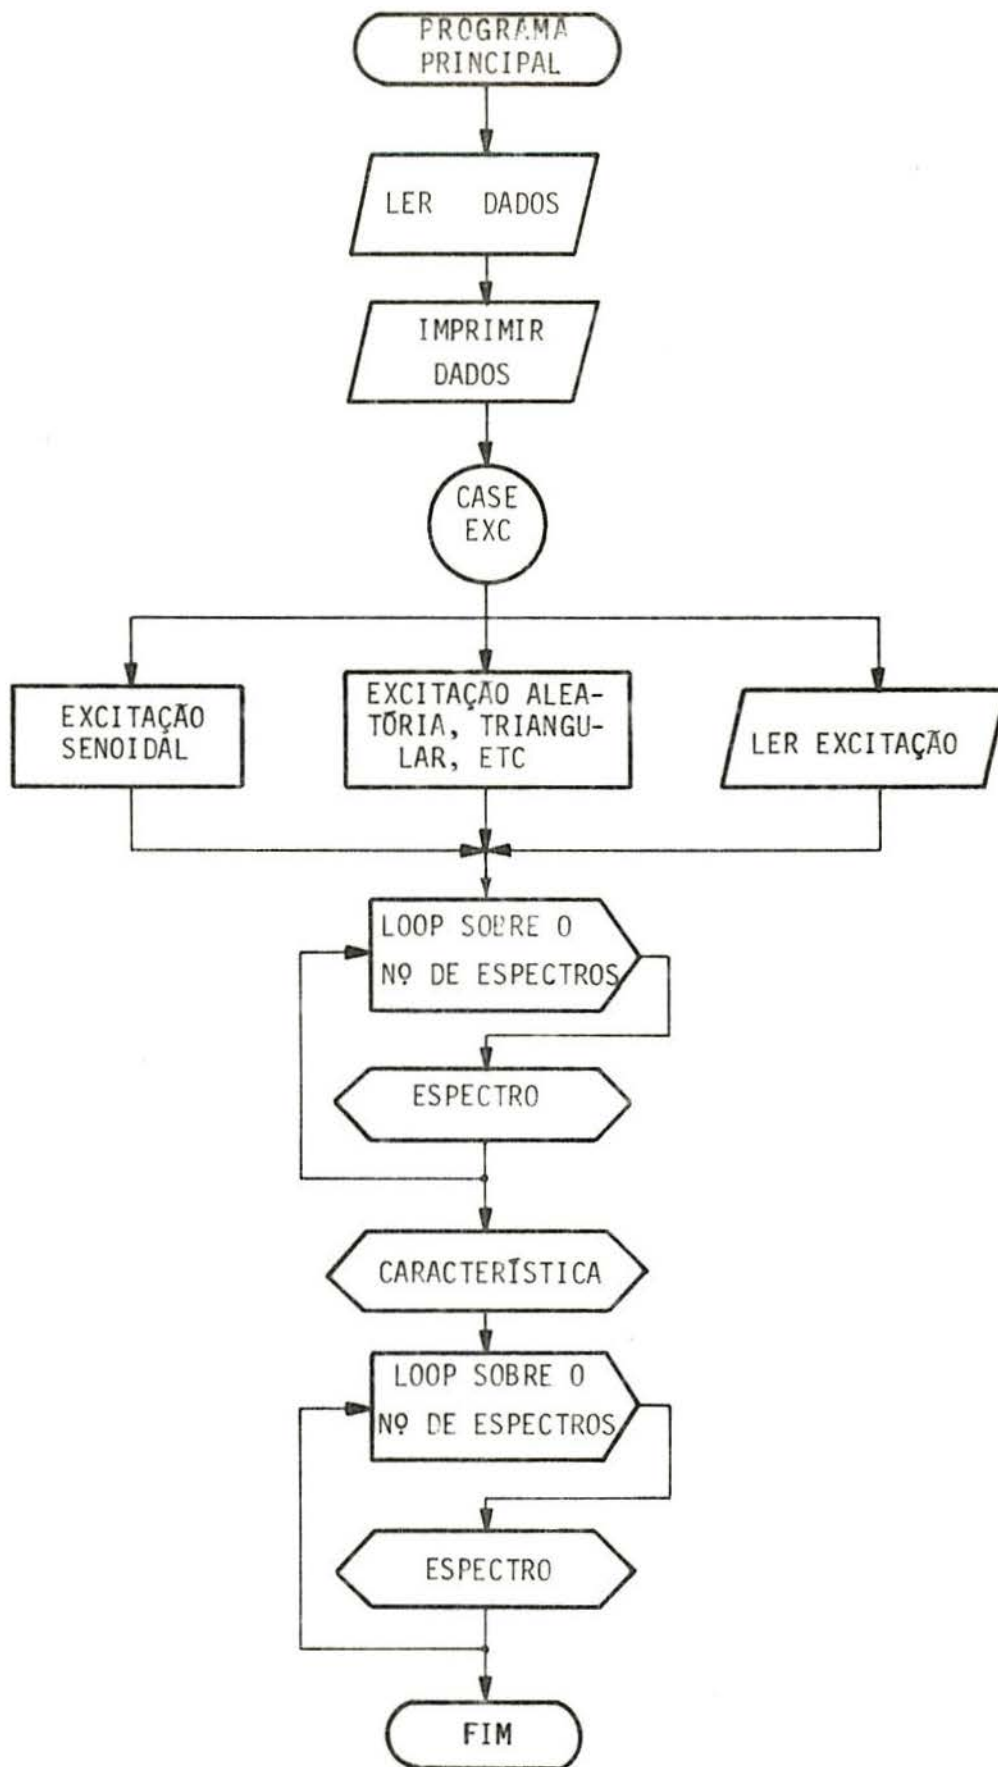 PROGRAMA
PRINCIPAL
LER DADOS
IMPRIMIR
DADOS
CASE
EXC
EXCITAÇÃO
SENOIDAL
EXCITAÇÃO ALEA-
TÓRIA, TRIANGU-
LAR, ETC
LER EXCITAÇÃO
LOOP SOBRE O
Nº DE ESPECTROS
ESPECTRO
CARACTERÍSTICA
LOOP SOBRE O
Nº DE ESPECTROS
ESPECTRO
FIM